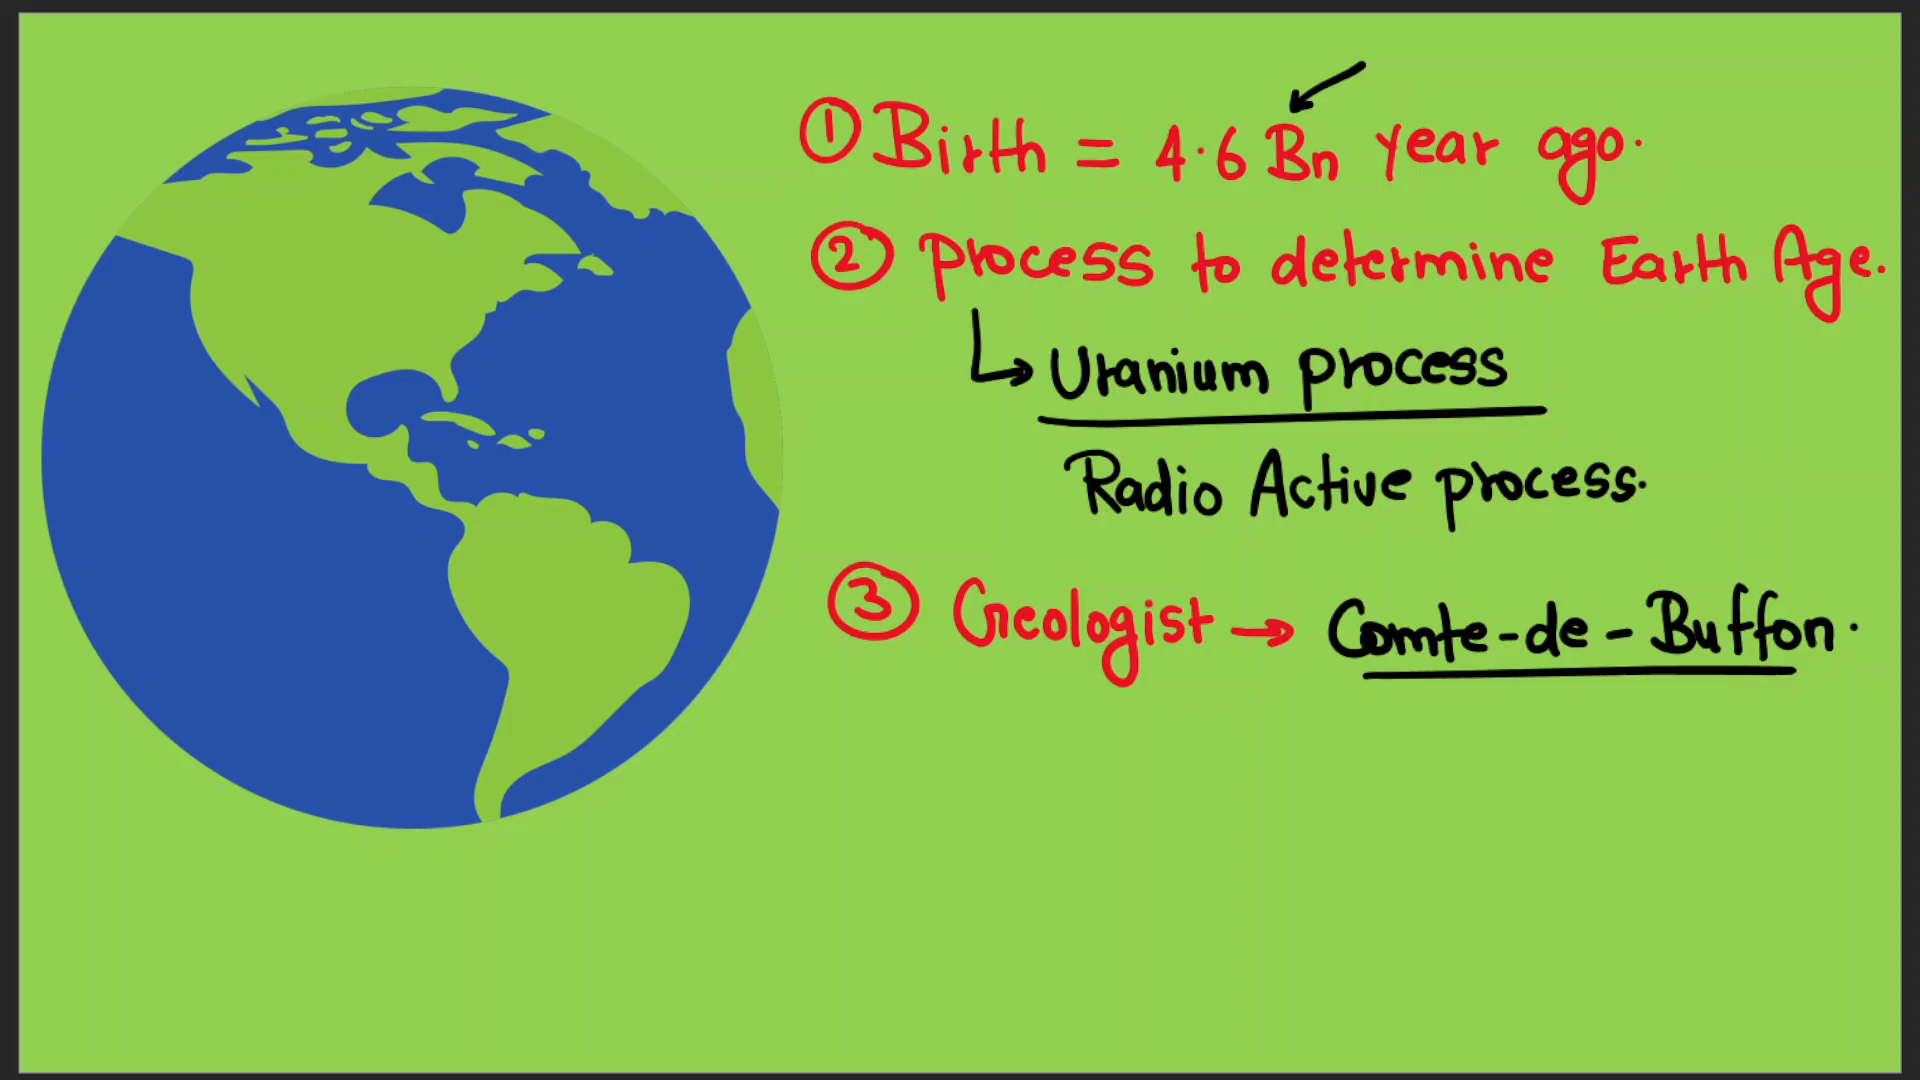 ① Birth = 4.6 Bn year ago.
② Process to determine Earth Age.
↳ Uranium process
Radio Active process.
③ Geologist → Comte-de-Buffon.